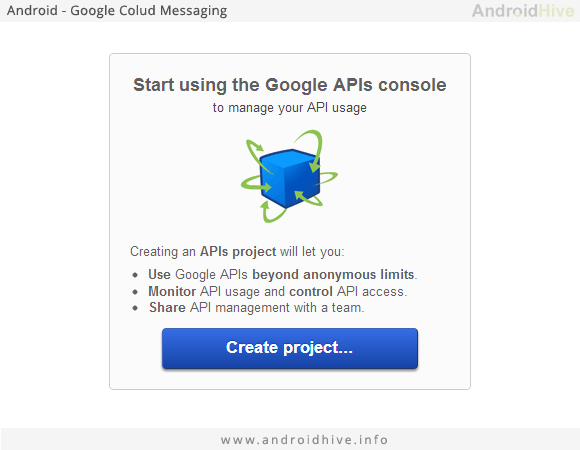 Android - Google Colud Messaging
AndroidHive
Start using the Google APIs console
to manage your API usage
Creating an APIs project will let you:
• Use Google APIs beyond anonymous limits.
• Monitor API usage and control API access.
• Share API management with a team.
Create project...
www.androidhive.info